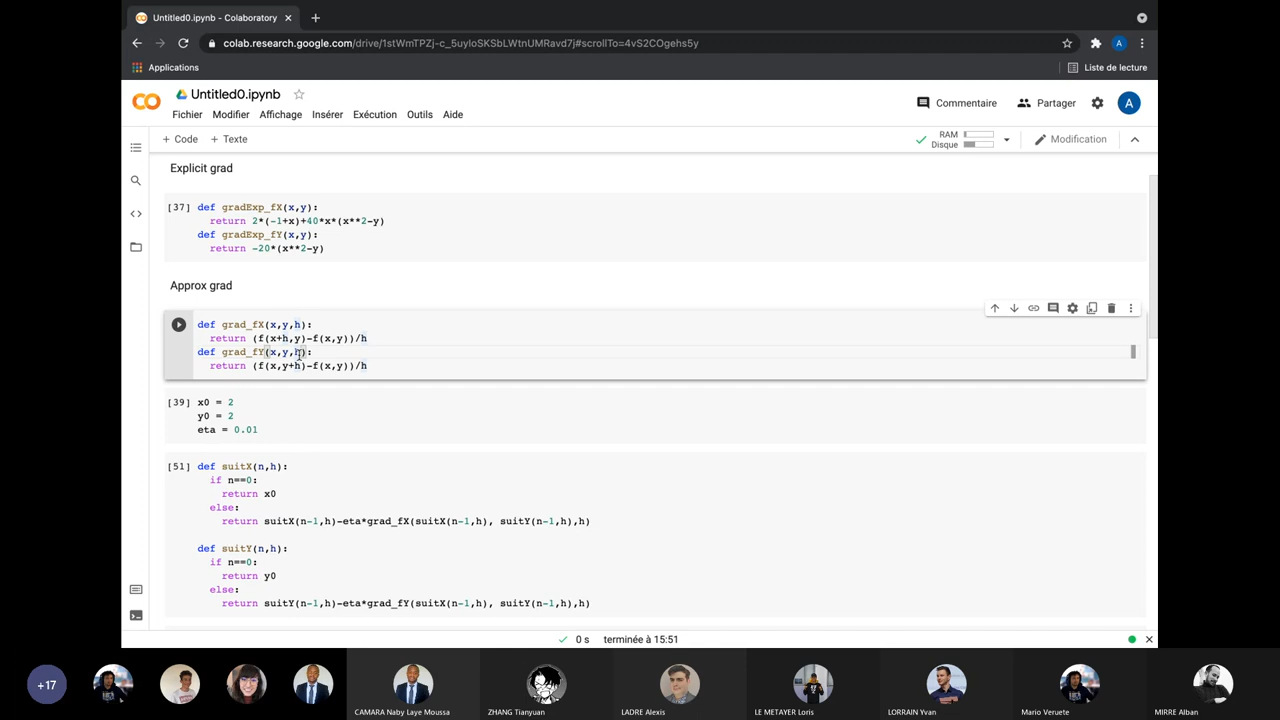 Untitled0.ipynb - Colaboratory
colab.research.google.com/drive/1stWmTPZj-c_5uyIoSKSbLWtnUMRavd7j#scrollTo=4vS2COgehs5y
A
Applications
Liste de lecture
Untitled0.ipynb
Commentaire
Partager
A
Fichier Modifier Affichage Insérer Exécution Outils Aide
+ Code + Texte
RAM
Disque
Modification
Explicit grad
[37] def gradExp_fX(x,y):
return 2*(-1+x)+40*x*(x**2-y)
def gradExp_fY(x,y):
return -20*(x**2-y)
Approx grad
def grad_fX(x,y,h):
return (f(x+h,y)-f(x,y))/h
def grad_fY(x,y,h):
return (f(x,y+h)-f(x,y))/h
[39] x0 = 2
y0 = 2
eta = 0.01
[51] def suitX(n,h):
if n==0:
return x0
else:
return suitX(n-1,h)-eta*grad_fX(suitX(n-1,h), suitY(n-1,h),h)
def suitY(n,h):
if n==0:
return y0
else:
return suitY(n-1,h)-eta*grad_fY(suitX(n-1,h), suitY(n-1,h),h)
0 s terminée à 15:51
+17
CAMARA Naby Laye Moussa
ZHANG Tianyuan
LADRE Alexis
LE METAYER Loris
LORRAIN Yvan
Mario Veruete
MIRRE Alban